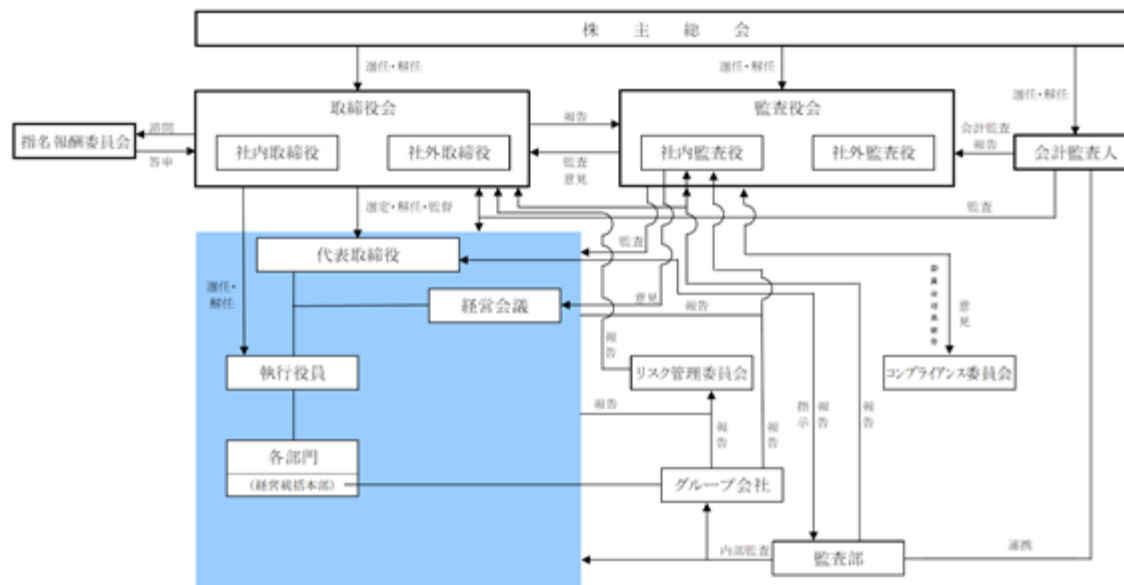 株主総会
選任・解任
選任・解任
選任・解任
取締役会
社内取締役
社外取締役
報告
監査
意見
監査役会
社内監査役
社外監査役
会計監査
報告
会計監査人
指名報酬委員会
諮問
答申
選定・解任・監督
監査
監査
代表取締役
選任・
解任
経営会議
意見
報告
意見
執行役員
報告
リスク管理委員会
コンプライアンス委員会
報告
指示
報告
報告
報告
報告
各部門
(経営統括本部)
グループ会社
内部監査
監査部
連携